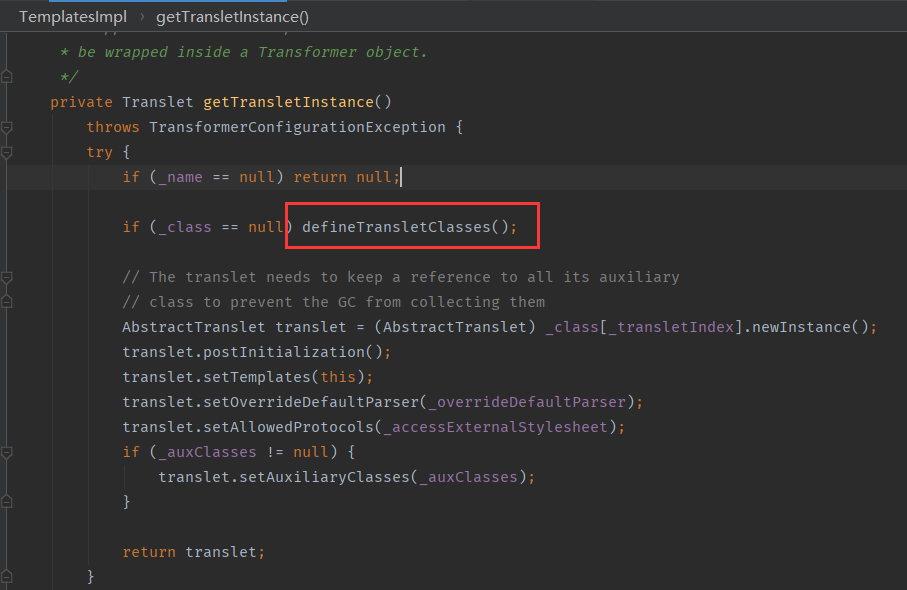 TemplatesImpl › getTransletInstance()
* be wrapped inside a Transformer object.
*/
private Translet getTransletInstance()
throws TransformerConfigurationException {
try {
if (_name == null) return null;
if (_class == null) defineTransletClasses();
// The translet needs to keep a reference to all its auxiliary
// class to prevent the GC from collecting them
AbstractTranslet translet = (AbstractTranslet) _class[_transletIndex].newInstance();
translet.postInitialization();
translet.setTemplates(this);
translet.setOverrideDefaultParser(_overrideDefaultParser);
translet.setAllowedProtocols(_accessExternalStylesheet);
if (_auxClasses != null) {
translet.setAuxiliaryClasses(_auxClasses);
}
return translet;
}